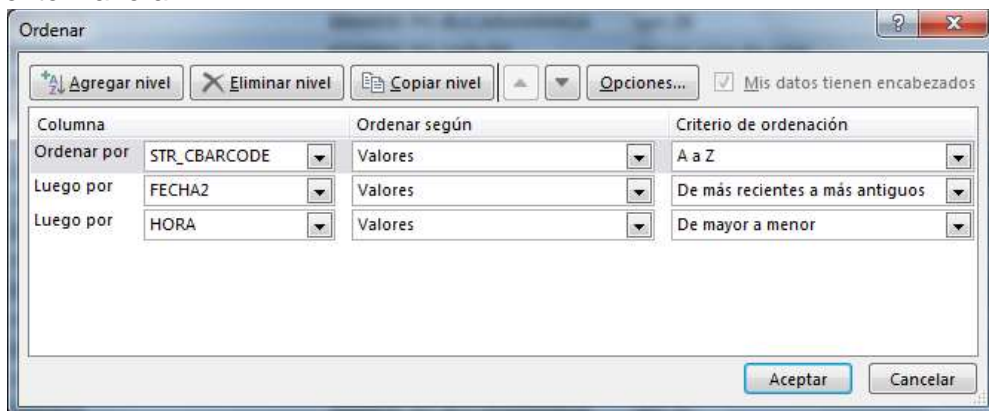 Ordenar
Agregar nivel Eliminar nivel Copiar nivel Opciones... Mis datos tienen encabezados
Columna Ordenar según Criterio de ordenación
Ordenar por STR_CBARCODE Valores A a Z
Luego por FECHA2 Valores De más recientes a más antiguos
Luego por HORA Valores De mayor a menor
Aceptar Cancelar